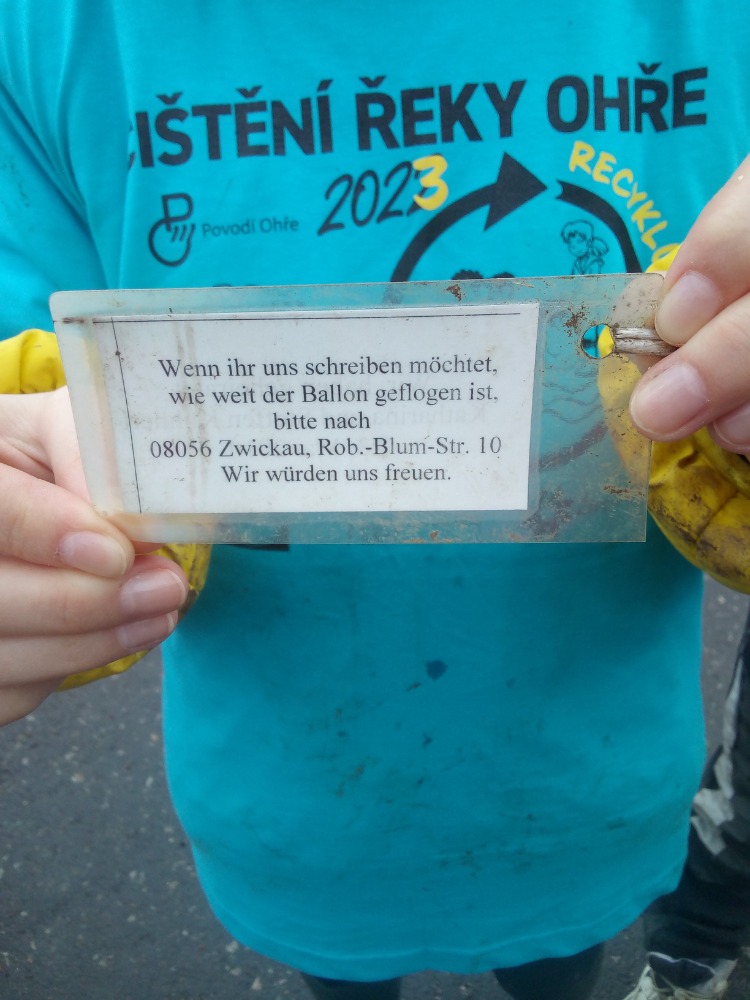 IŠTĚNÍ ŘEKY OHŘE
2023
RECYKL
Povodí Ohře
Wenn ihr uns schreiben möchtet,
wie weit der Ballon geflogen ist,
bitte nach
08056 Zwickau, Rob.-Blum-Str. 10
Wir würden uns freuen.